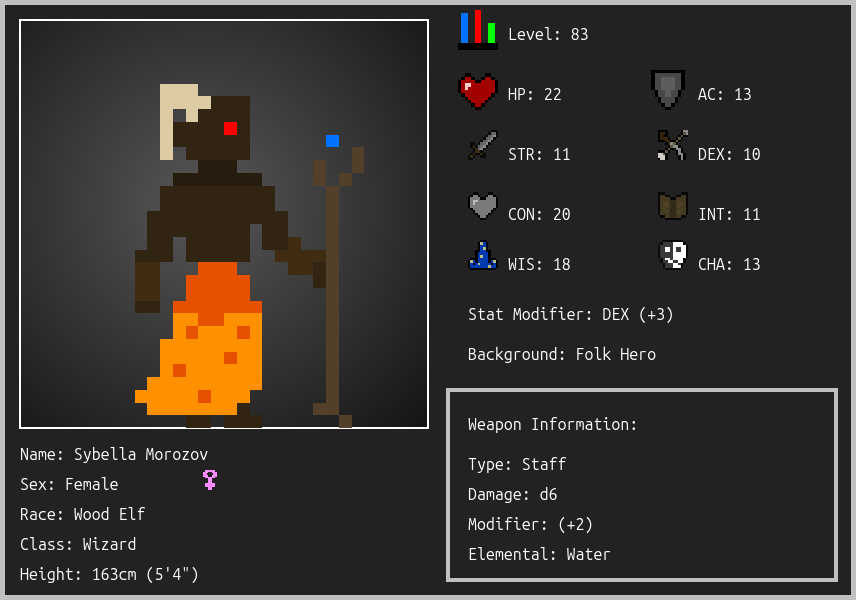 Level: 83
HP: 22
AC: 13
STR: 11
DEX: 10
CON: 20
INT: 11
WIS: 18
CHA: 13
Stat Modifier: DEX (+3)
Background: Folk Hero
Weapon Information:
Type: Staff
Damage: d6
Modifier: (+2)
Elemental: Water
Name: Sybella Morozov
Sex: Female
Race: Wood Elf
Class: Wizard
Height: 163cm (5'4")